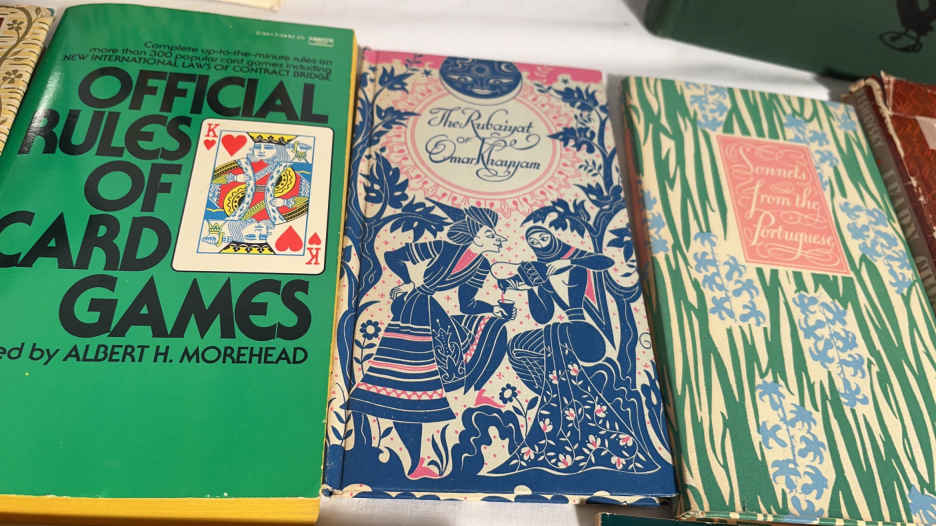 Complete up-to-the-minute rules on
more than 300 popular card games including
NEW INTERNATIONAL LAWS OF CONTRACT BRIDGE
OFFICIAL
RULES
OF
CARD
GAMES
ed by ALBERT H. MOREHEAD
K
K
The Rubaiyat
OF
Omar Khayyam
Sonnets
from the
Portuguese